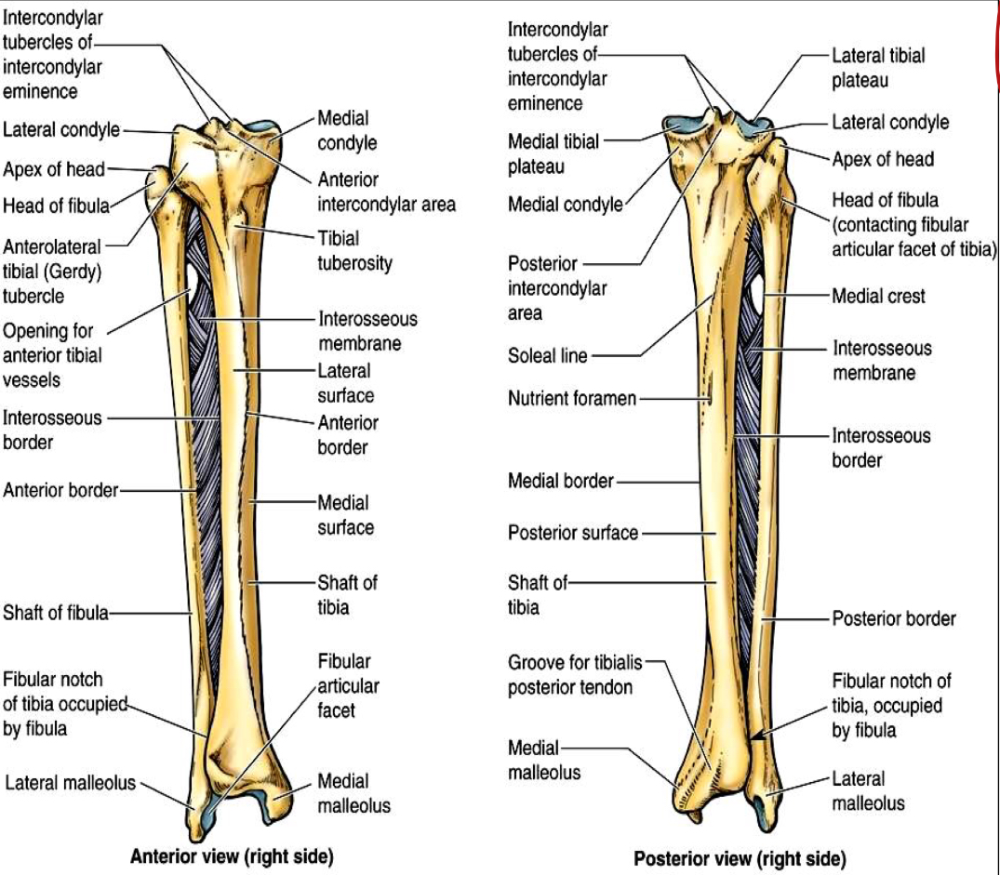 Intercondylar
tubercles of
intercondylar
eminence
Lateral condyle
Apex of head
Head of fibula
Anterolateral
tibial (Gerdy)
tubercle
Opening for
anterior tibial
vessels
Interosseous
border
Anterior border
Shaft of fibula
Fibular notch
of tibia occupied
by fibula
Lateral malleolus
Medial
condyle
Anterior
intercondylar area
Tibial
tuberosity
Interosseous
membrane
Lateral
surface
Anterior
border
Medial
surface
Shaft of
tibia
Fibular
articular
facet
Medial
malleolus
Anterior view (right side)
Intercondylar
tubercles of
intercondylar
eminence
Medial tibial
plateau
Medial condyle
Posterior
intercondylar
area
Soleal line
Nutrient foramen
Medial border
Posterior surface
Shaft of
tibia
Groove for tibialis
posterior tendon
Medial
malleolus
Lateral tibial
plateau
Lateral condyle
Apex of head
Head of fibula
(contacting fibular
articular facet of tibia)
Medial crest
Interosseous
membrane
Interosseous
border
Posterior border
Fibular notch of
tibia, occupied
by fibula
Lateral
malleolus
Posterior view (right side)